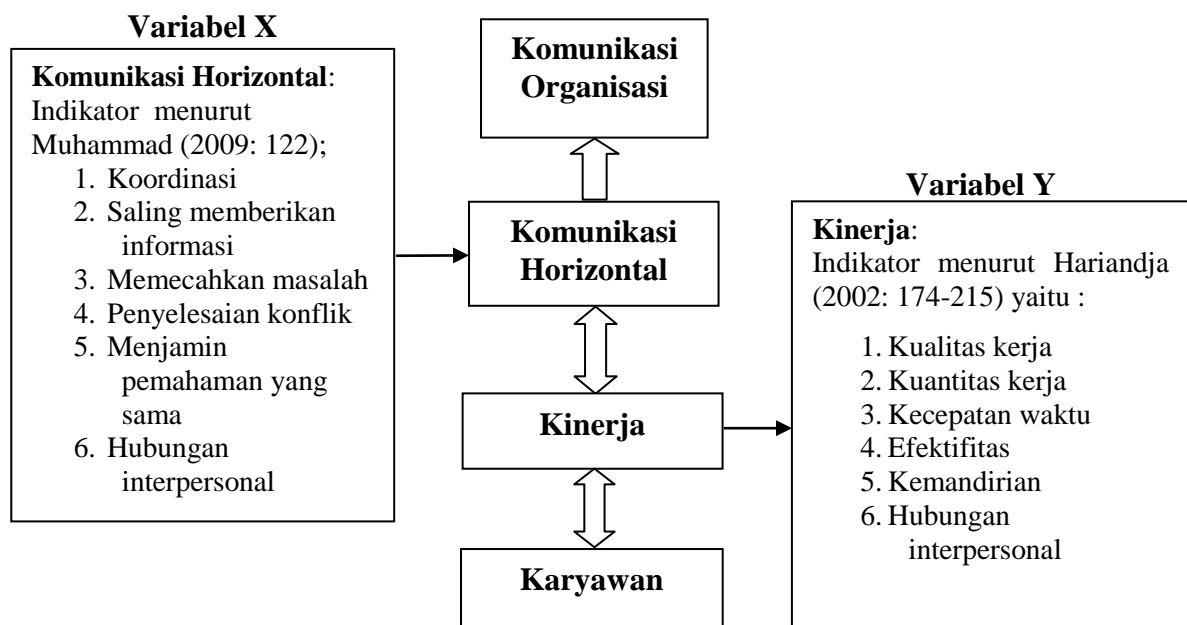 Variabel X
Komunikasi Horizontal:
Indikator menurut
Muhammad (2009: 122);
1. Koordinasi
2. Saling memberikan
informasi
3. Memecahkan masalah
4. Penyelesaian konflik
5. Menjamin
pemahaman yang
sama
6. Hubungan
interpersonal
Komunikasi
Organisasi
Komunikasi
Horizontal
Kinerja
Karyawan
Variabel Y
Kinerja:
Indikator menurut Hariandja
(2002: 174-215) yaitu :
1. Kualitas kerja
2. Kuantitas kerja
3. Kecepatan waktu
4. Efektifitas
5. Kemandirian
6. Hubungan
interpersonal